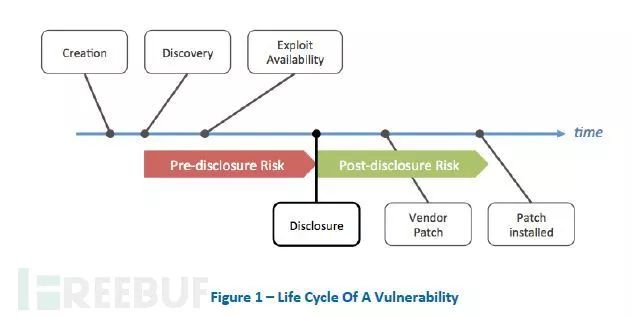 Creation
Discovery
Exploit
Availability
time
Pre-disclosure Risk
Post-disclosure Risk
Disclosure
Vendor
Patch
Patch
installed
FREEBUF
Figure 1 – Life Cycle Of A Vulnerability